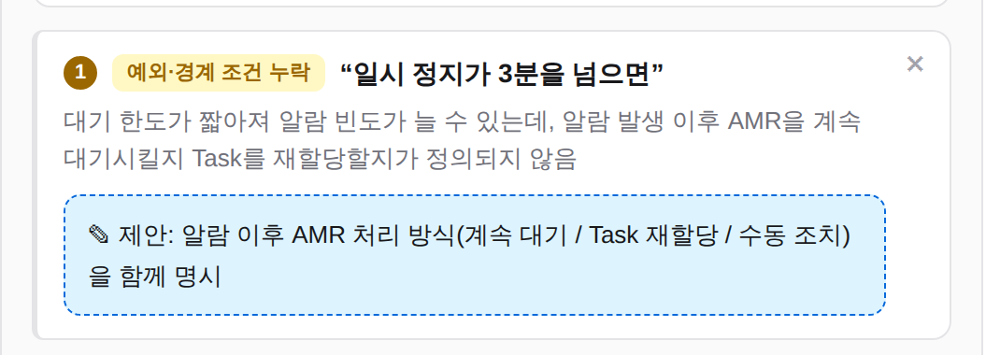 1 예외·경계 조건 누락 “일시 정지가 3분을 넘으면” ×
대기 한도가 짧아져 알람 빈도가 늘 수 있는데, 알람 발생 이후 AMR을 계속
대기시킬지 Task를 재할당할지가 정의되지 않음
✎ 제안: 알람 이후 AMR 처리 방식(계속 대기 / Task 재할당 / 수동 조치)
을 함께 명시